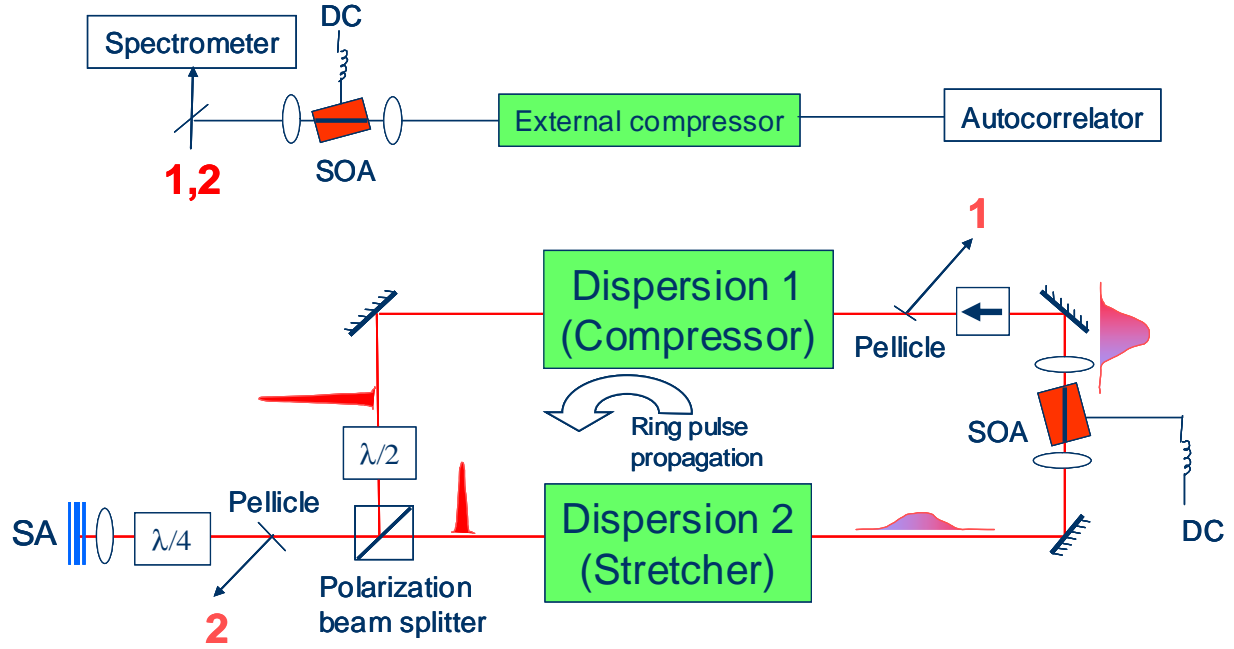 DC
Spectrometer
External compressor
Autocorrelator
SOA
1,2
1
Dispersion 1
(Compressor)
Pellicle
SOA
Ring pulse
propagation
λ/2
Pellicle
SA
λ/4
Dispersion 2
(Stretcher)
DC
Polarization
beam splitter
2